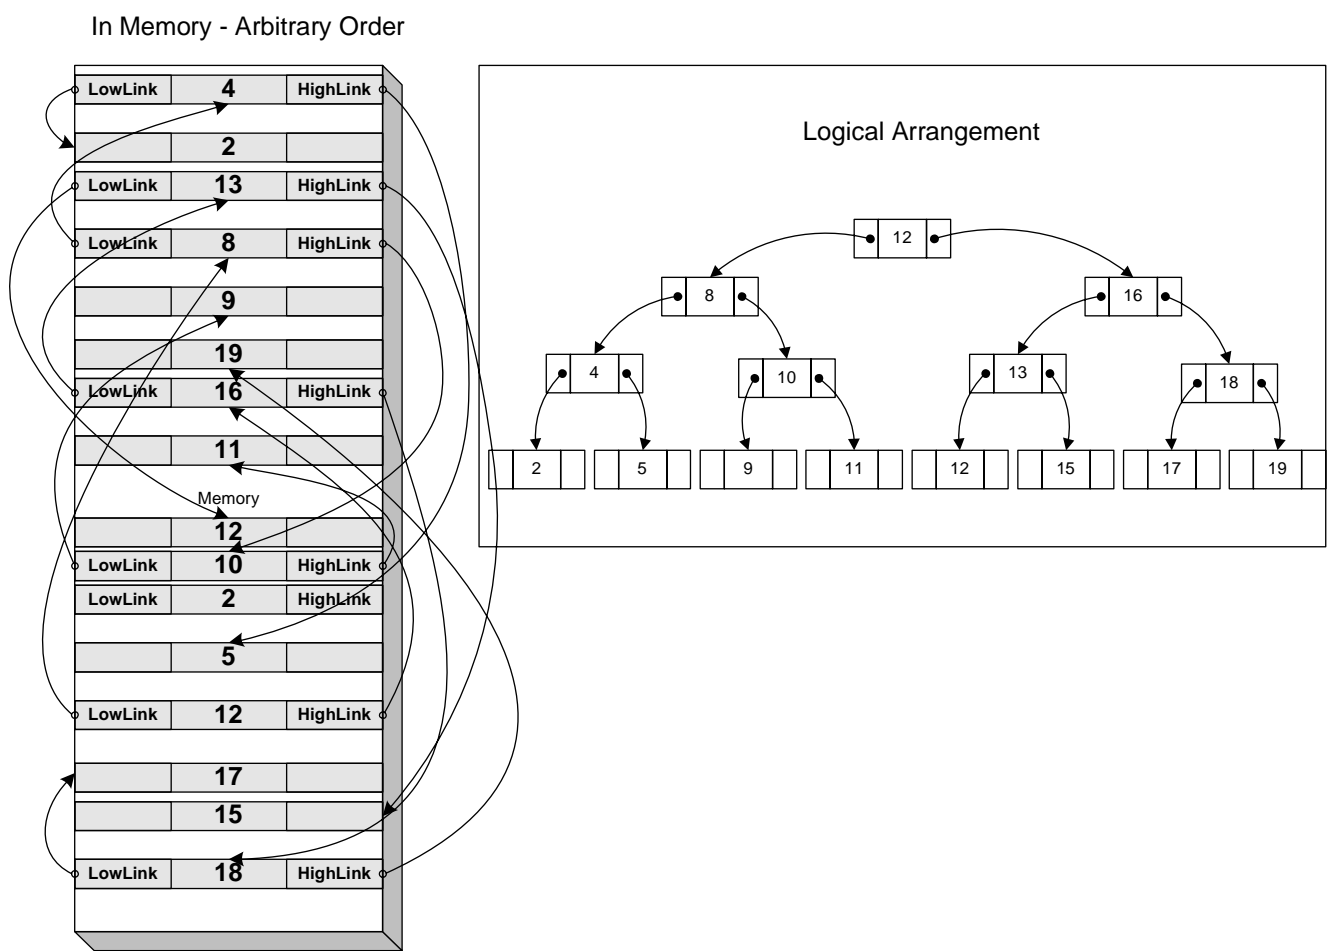 In Memory - Arbitrary Order
LowLink 4 HighLink
2
LowLink 13 HighLink
LowLink 8 HighLink
9
19
LowLink 16 HighLink
11
Memory
12
LowLink 10 HighLink
LowLink 2 HighLink
5
LowLink 12 HighLink
17
15
LowLink 18 HighLink
Logical Arrangement
12
8 16
4 10 13 18
2 5 9 11 12 15 17 19